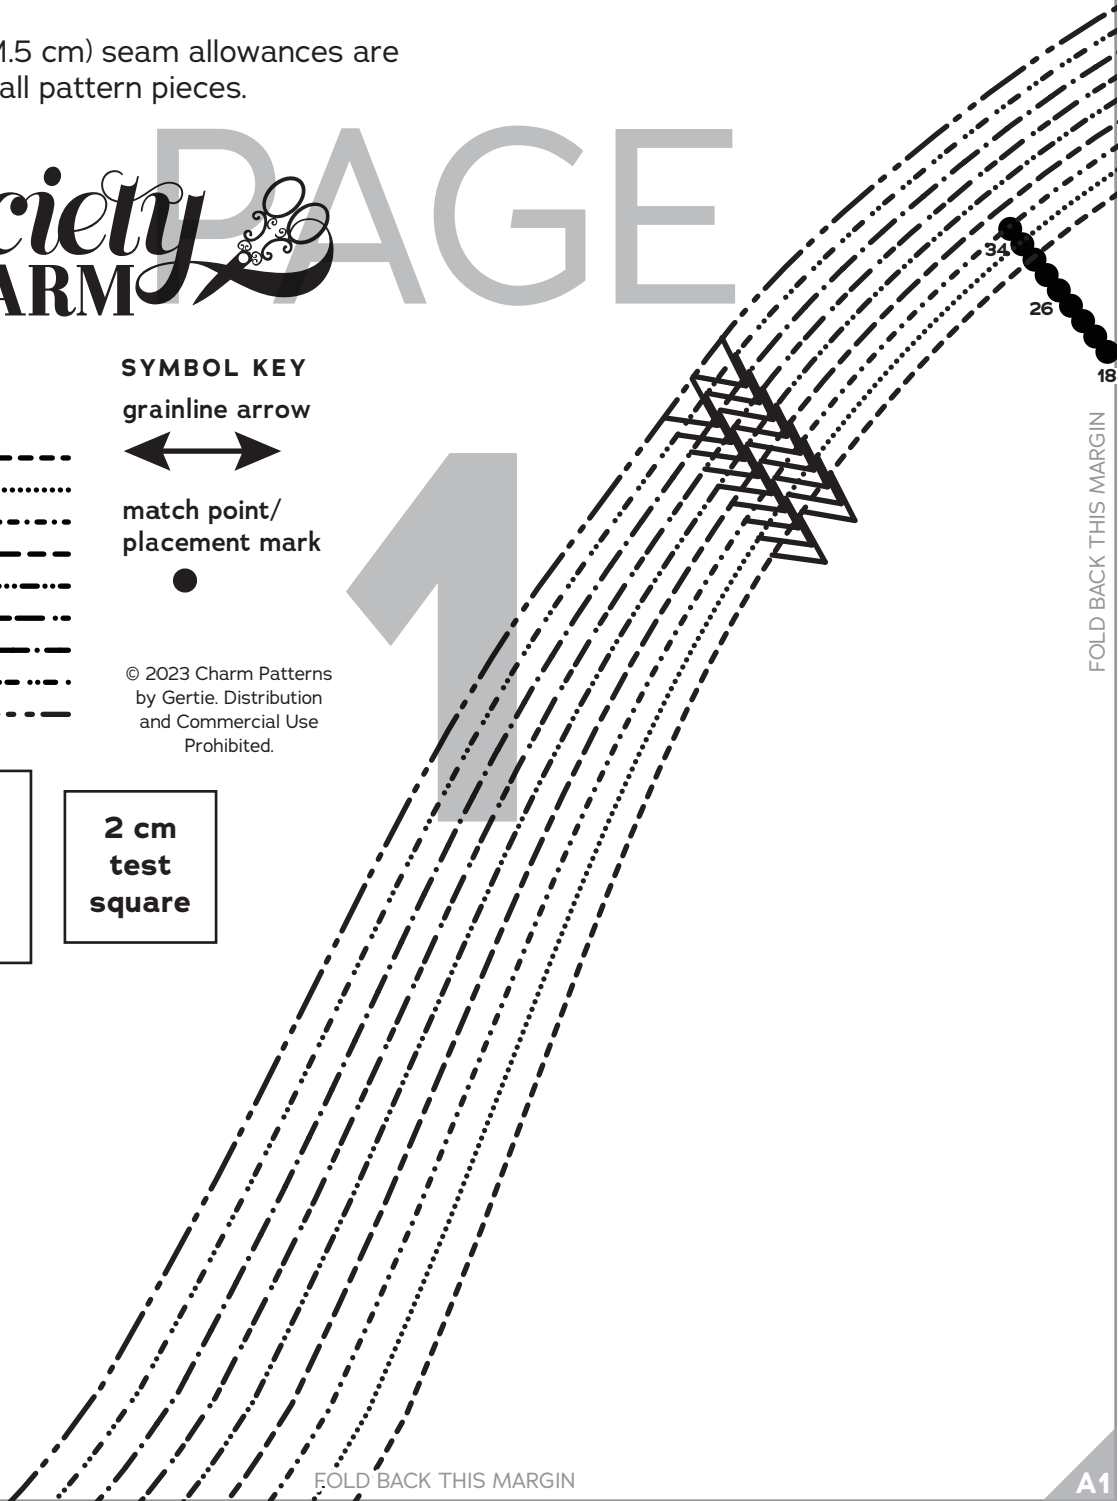 1.5 cm) seam allowances are
all pattern pieces.
PAGE
1
ciety
ARM
SYMBOL KEY
grainline arrow
match point/
placement mark
© 2023 Charm Patterns
by Gertie. Distribution
and Commercial Use
Prohibited.
2 cm
test
square
34
26
18
FOLD BACK THIS MARGIN
FOLD BACK THIS MARGIN
A1